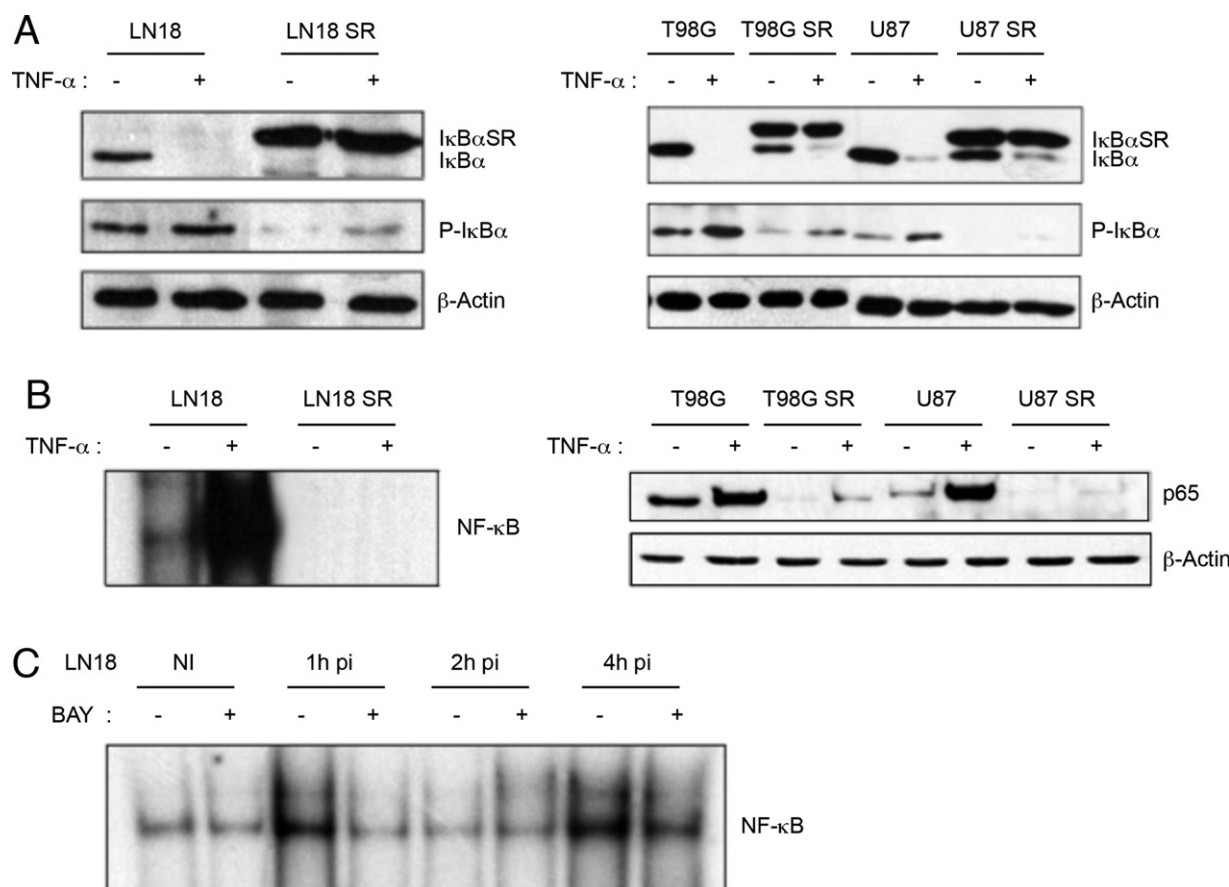 A
LN18 LN18 SR
TNF-α : - + - +
IκBαSR
IκBα
P-IκBα
β-Actin
T98G T98G SR U87 U87 SR
TNF-α : - + - + - + - +
IκBαSR
IκBα
P-IκBα
β-Actin
B
LN18 LN18 SR
TNF-α : - + - +
NF-κB
T98G T98G SR U87 U87 SR
TNF-α : - + - + - + - +
p65
β-Actin
C LN18 NI 1h pi 2h pi 4h pi
BAY : - + - + - + - +
NF-κB